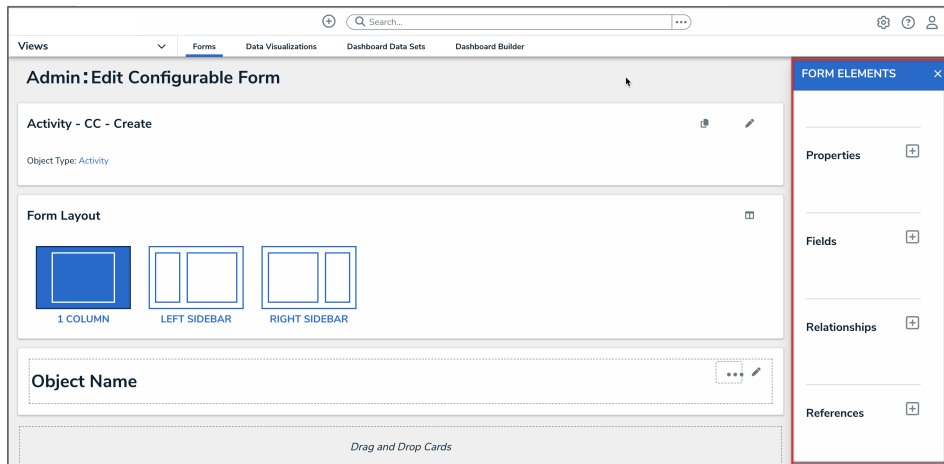 Search...
Views
Forms
Data Visualizations
Dashboard Data Sets
Dashboard Builder
Admin: Edit Configurable Form
Activity - CC - Create
Object Type: Activity
Form Layout
1 COLUMN
LEFT SIDEBAR
RIGHT SIDEBAR
Object Name
Drag and Drop Cards
FORM ELEMENTS
Properties
Fields
Relationships
References